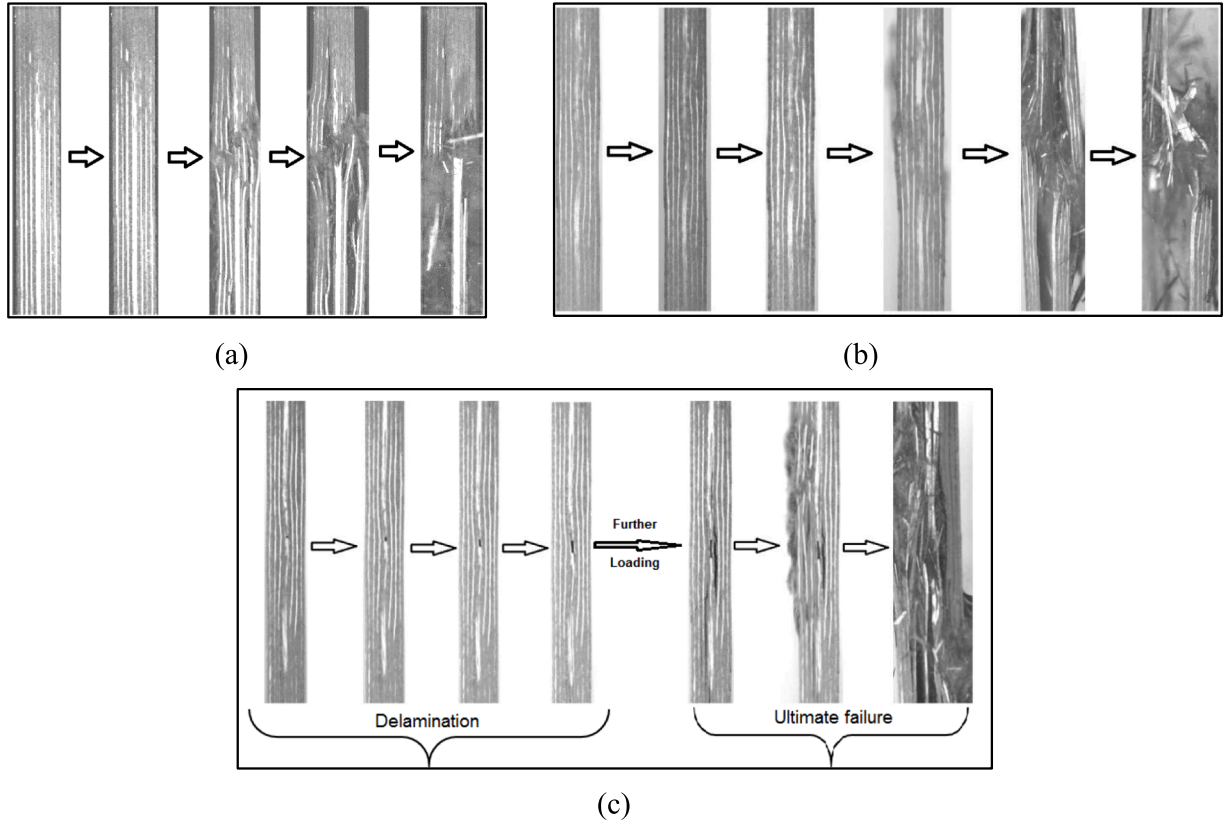 (a)
(b)
Further
Loading
Delamination
Ultimate failure
(c)